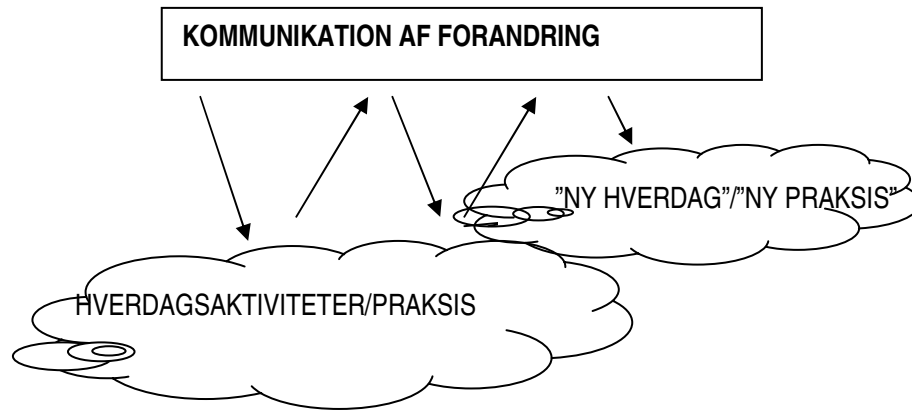 KOMMUNIKATION AF FORANDRING
”NY HVERDAG”/”NY PRAKSIS”
HVERDAGSAKTIVITETER/PRAKSIS